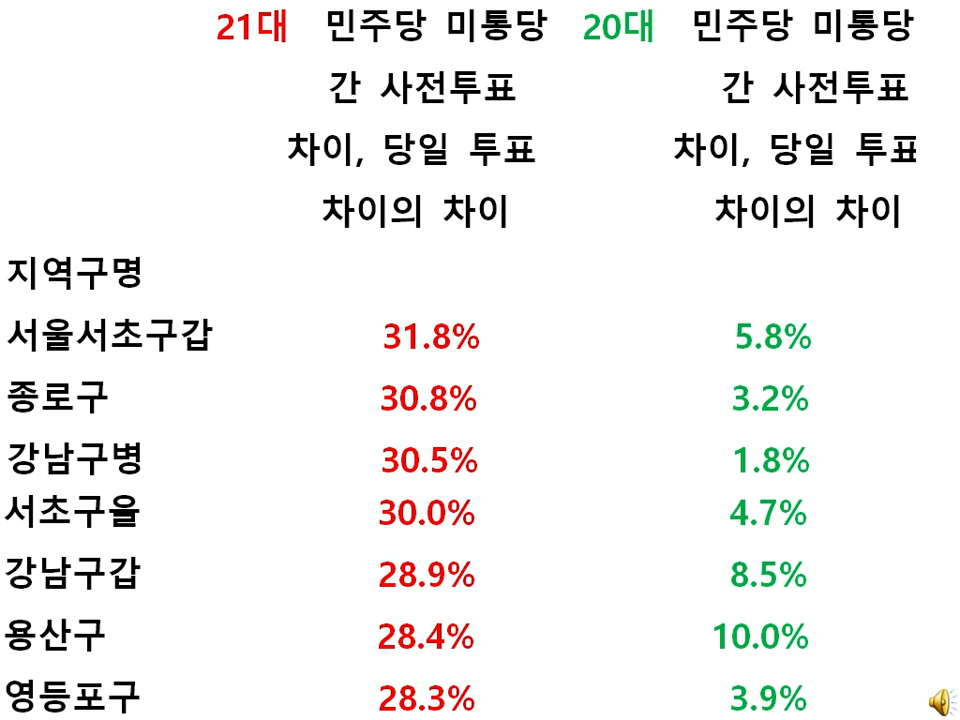 21대 민주당 미통당 20대 민주당 미통당
간 사전투표 간 사전투표
차이, 당일 투표 차이, 당일 투표
차이의 차이 차이의 차이
지역구명
서울서초구갑 31.8% 5.8%
종로구 30.8% 3.2%
강남구병 30.5% 1.8%
서초구을 30.0% 4.7%
강남구갑 28.9% 8.5%
용산구 28.4% 10.0%
영등포구 28.3% 3.9%